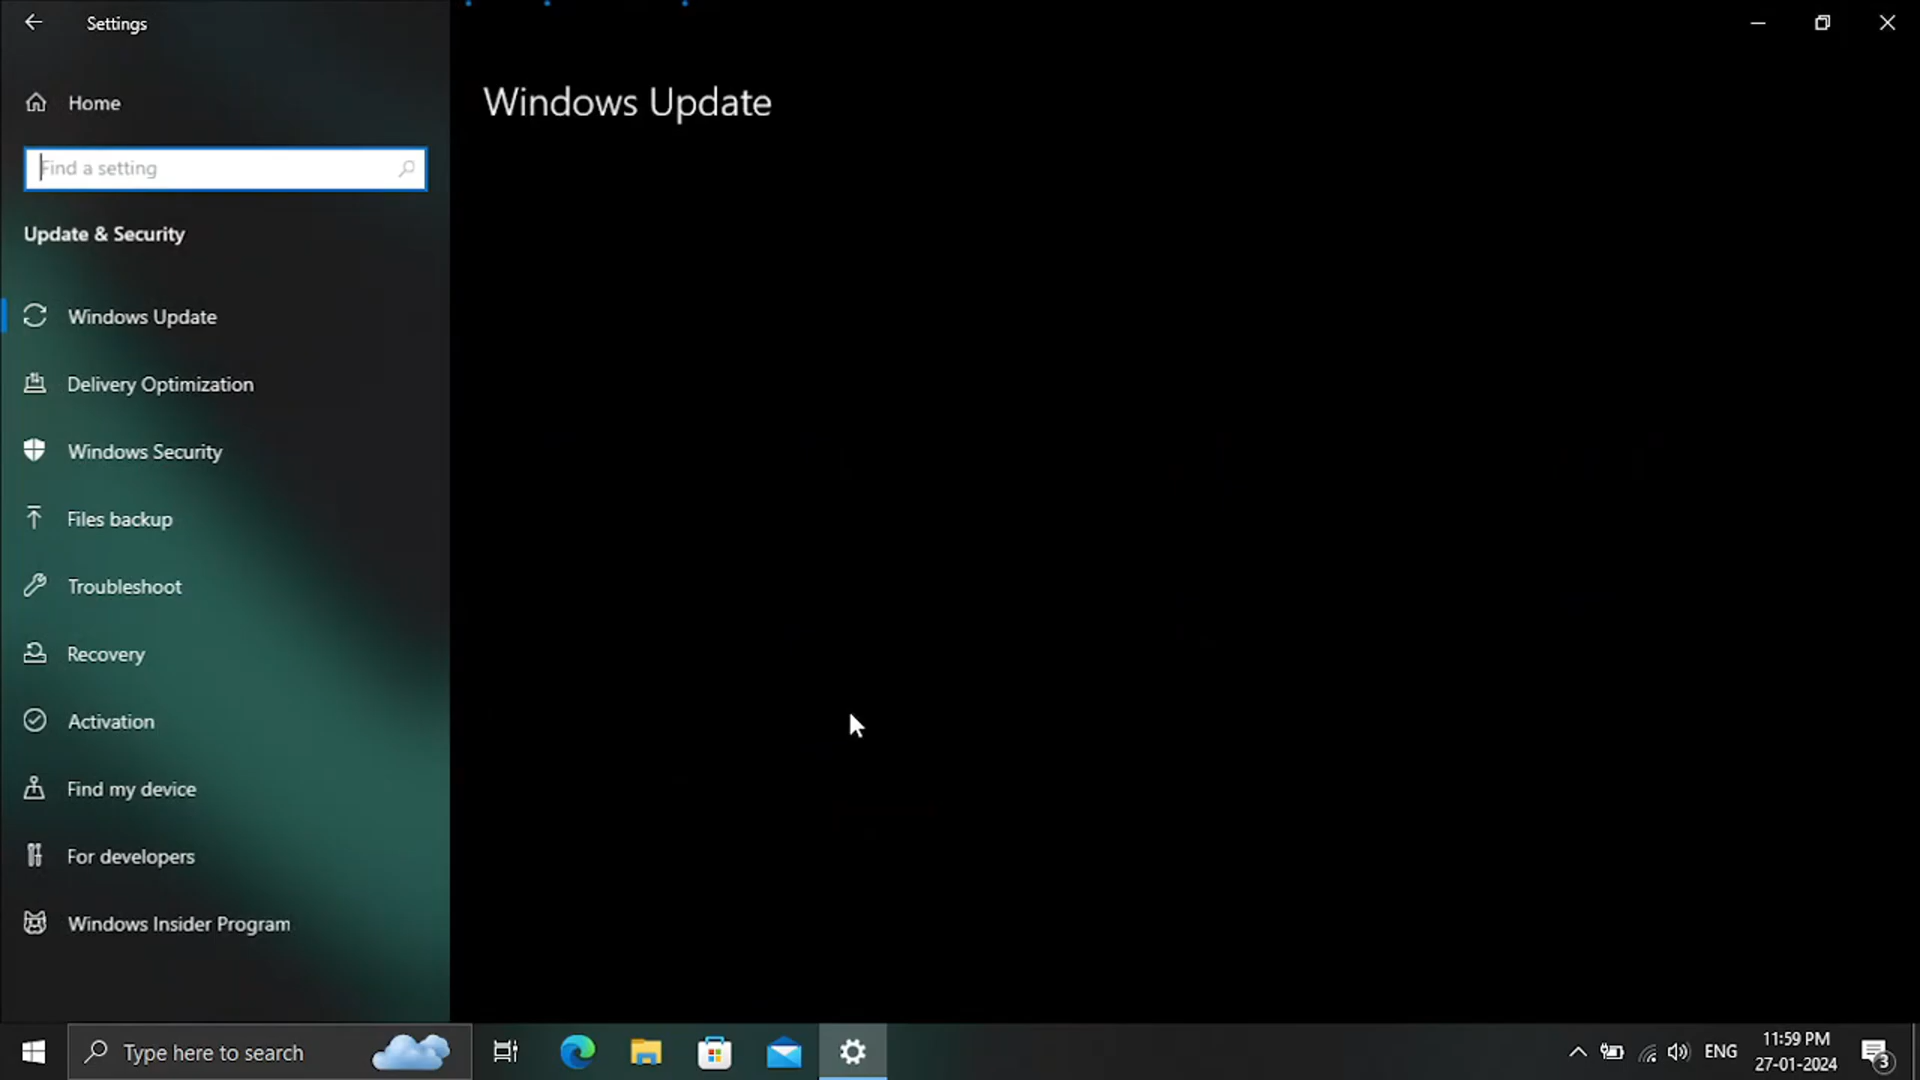 Settings
Home
Find a setting
Update & Security
Windows Update
Delivery Optimization
Windows Security
Files backup
Troubleshoot
Recovery
Activation
Find my device
For developers
Windows Insider Program
Windows Update
Type here to search
ENG
11:59 PM
27-01-2024
3